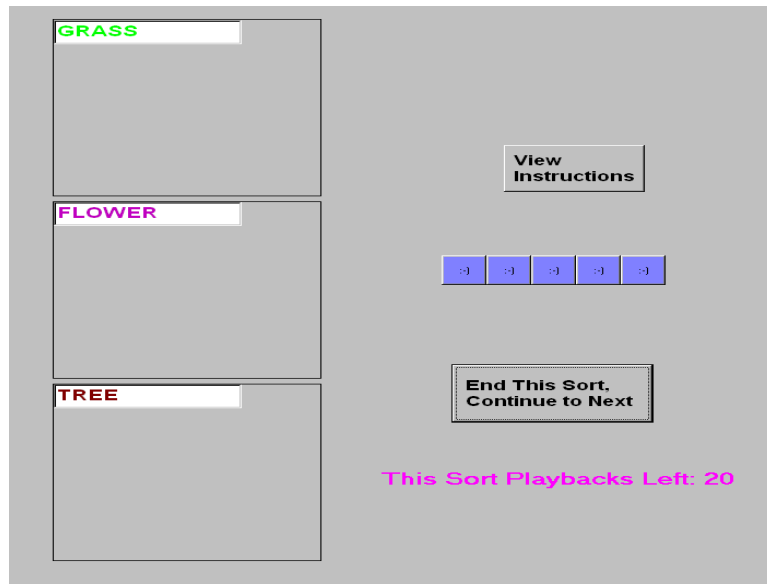 GRASS
FLOWER
TREE
View
Instructions
:-) :-) :-) :-) :-)
End This Sort,
Continue to Next
This Sort Playbacks Left: 20